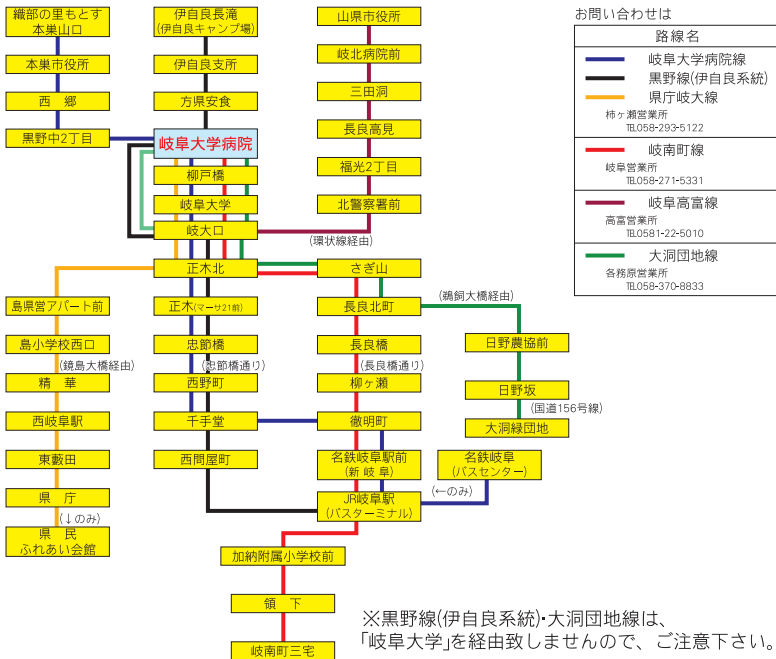 織部の里もとす
本巣山口
本巣市役所
西 郷
黒野中2丁目
伊自良長滝
(伊自良キャンプ場)
伊自良支所
方県安食
岐阜大学病院
柳戸橋
岐阜大学
岐大口
正木北
正木(マーサ21前)
忠節橋
(忠節橋通り)
西野町
千手堂
西問屋町
山県市役所
岐北病院前
三田洞
長良高見
福光2丁目
北警察署前
(環状線経由)
さぎ山
長良北町
長良橋
(長良橋通り)
柳ヶ瀬
徹明町
名鉄岐阜駅前
(新 岐 阜)
JR岐阜駅
(バスターミナル)
島県営アパート前
島小学校西口
(鏡島大橋経由)
精 華
西岐阜駅
東藪田
県 庁
(↓のみ)
県 民
ふれあい会館
(鵜飼大橋経由)
日野農協前
日野坂
(国道156号線)
大洞緑団地
名鉄岐阜
(バスセンター)
(←のみ)
加納附属小学校前
領 下
岐南町三宅
お問い合わせは
路線名
岐阜大学病院線
黒野線(伊自良系統)
県庁岐大線
柿ヶ瀬営業所
TEL058-293-5122
岐南町線
岐阜営業所
TEL058-271-5331
岐阜高富線
高富営業所
TEL0581-22-5010
大洞団地線
各務原営業所
TEL058-370-8833
※黒野線(伊自良系統)・大洞団地線は、
「岐阜大学」を経由致しませんので、ご注意下さい。